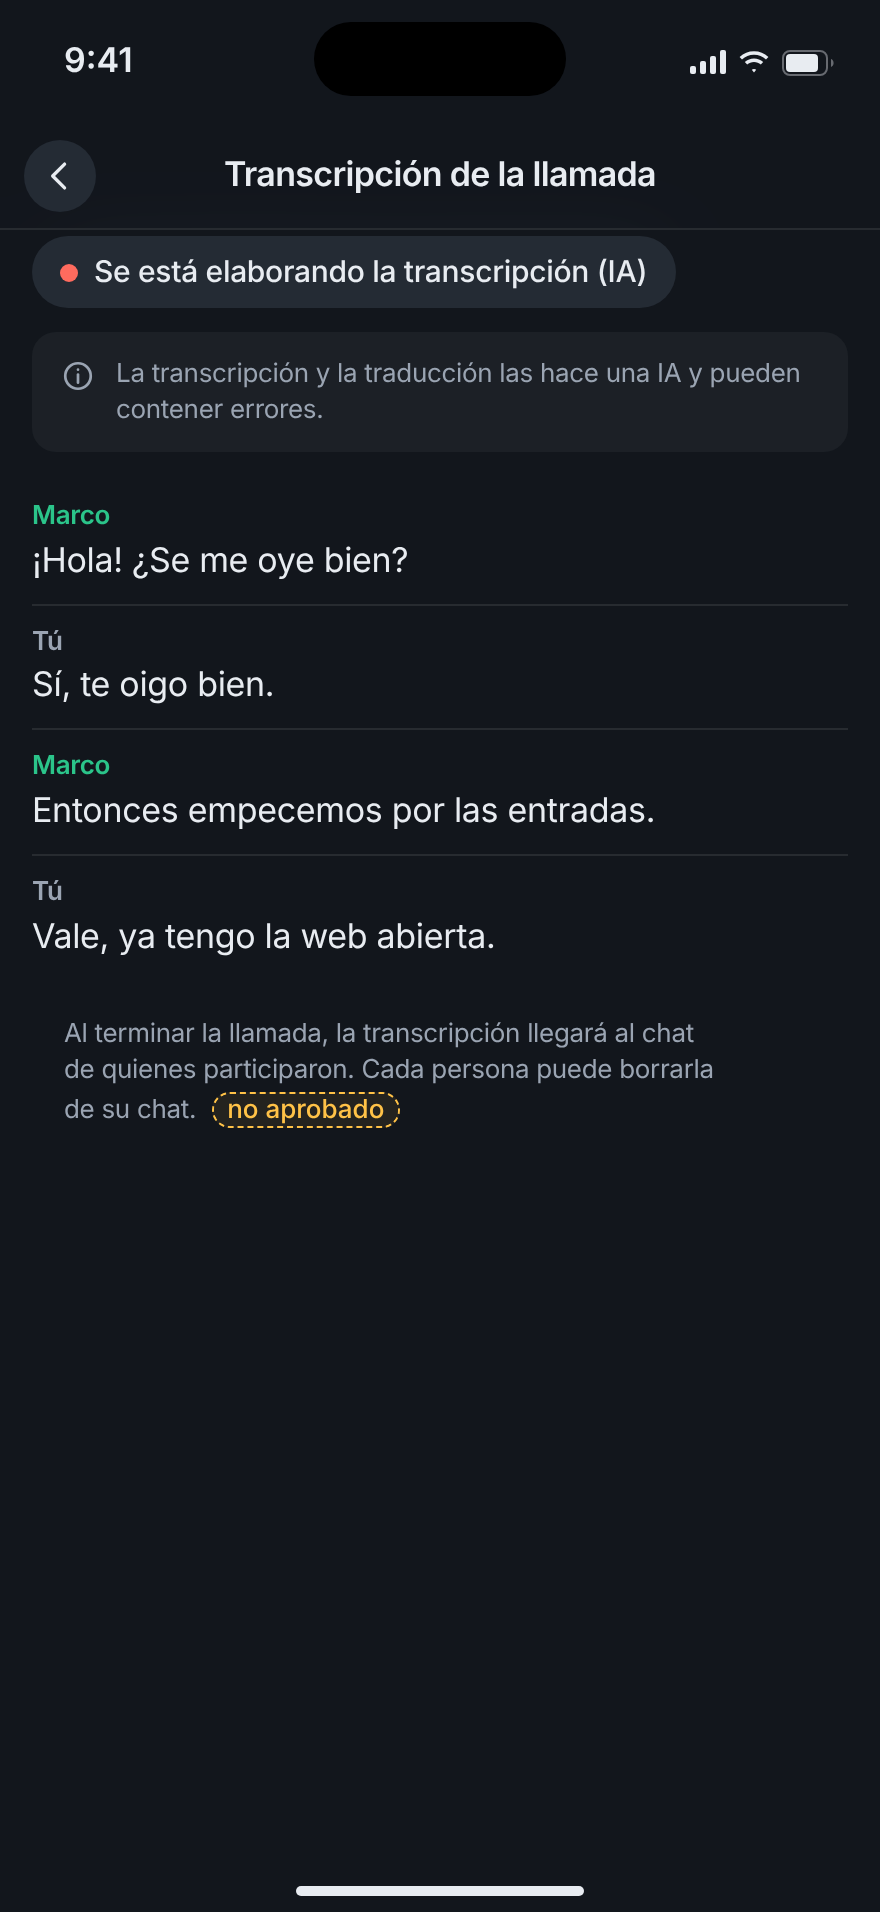 9:41
Transcripción de la llamada
Se está elaborando la transcripción (IA)
La transcripción y la traducción las hace una IA y pueden
contener errores.
Marco
¡Hola! ¿Se me oye bien?
Tú
Sí, te oigo bien.
Marco
Entonces empecemos por las entradas.
Tú
Vale, ya tengo la web abierta.
Al terminar la llamada, la transcripción llegará al chat
de quienes participaron. Cada persona puede borrarla
de su chat. no aprobado